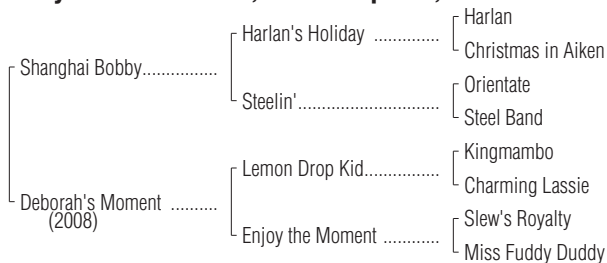 Harlan
Harlan's Holiday ..............
Christmas in Aiken
Shanghai Bobby................
Orientate
Steelin'..............................
Steel Band
Kingmambo
Lemon Drop Kid................
Charming Lassie
Deborah's Moment ..........
(2008)
Slew's Royalty
Enjoy the Moment ............
Miss Fuddy Duddy